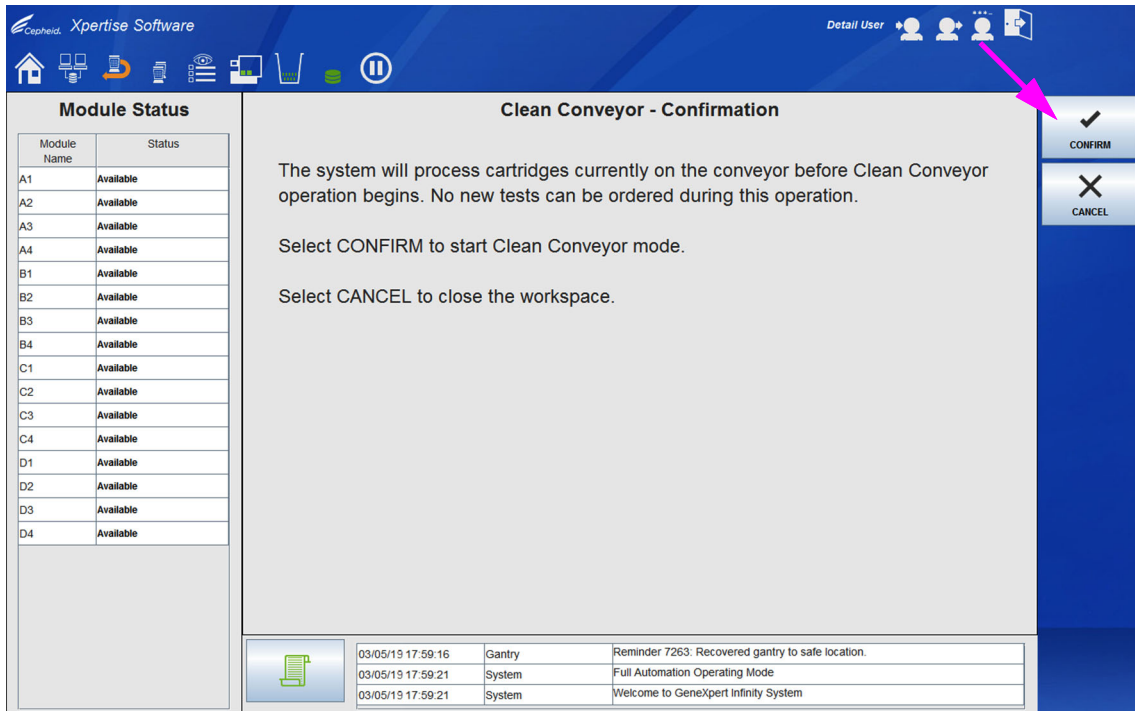 Cepheid. Xpertise Software
Detail User
Module Status
Module Name Status
A1 Available
A2 Available
A3 Available
A4 Available
B1 Available
B2 Available
B3 Available
B4 Available
C1 Available
C2 Available
C3 Available
C4 Available
D1 Available
D2 Available
D3 Available
D4 Available
Clean Conveyor - Confirmation
The system will process cartridges currently on the conveyor before Clean Conveyor
operation begins. No new tests can be ordered during this operation.
Select CONFIRM to start Clean Conveyor mode.
Select CANCEL to close the workspace.
CONFIRM
CANCEL
03/05/19 17:59:16 Gantry Reminder 7263: Recovered gantry to safe location.
03/05/19 17:59:21 System Full Automation Operating Mode
03/05/19 17:59:21 System Welcome to GeneXpert Infinity System